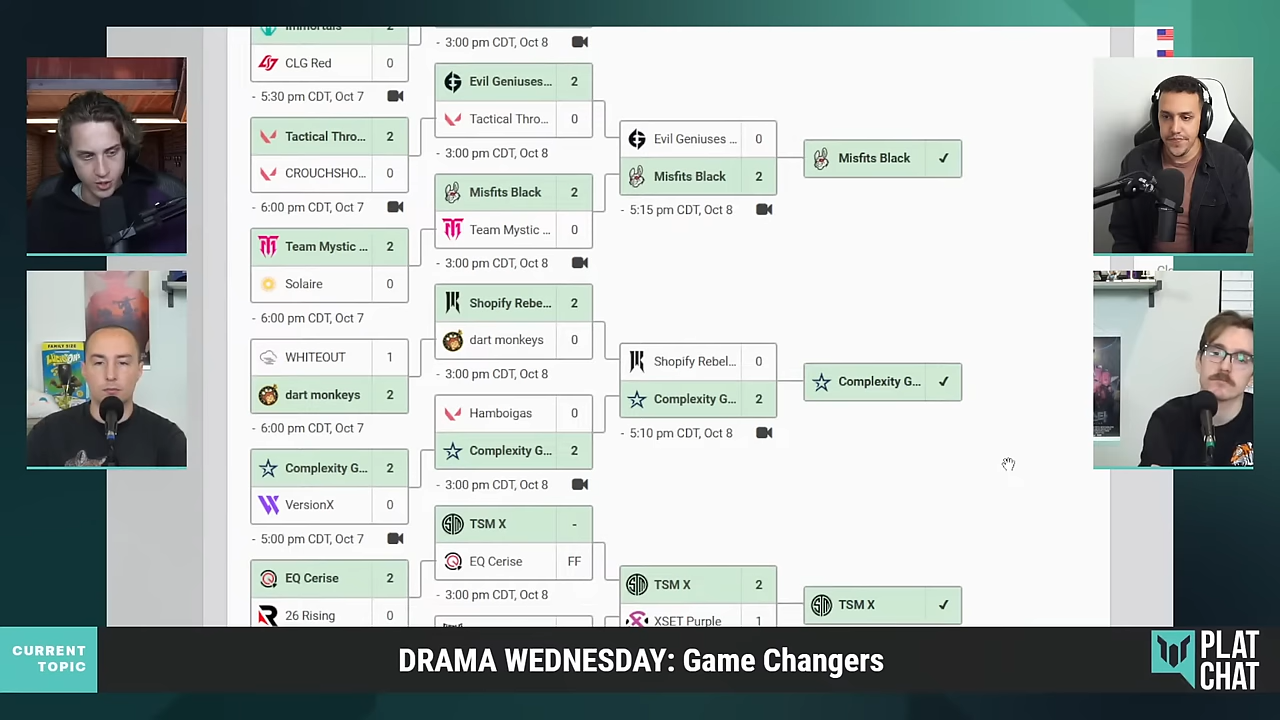 Immortals 2
CLG Red 0
- 5:30 pm CDT, Oct 7
Tactical Thro... 2
CROUCHSHO... 0
- 6:00 pm CDT, Oct 7
Team Mystic ... 2
Solaire 0
- 6:00 pm CDT, Oct 7
WHITEOUT 1
dart monkeys 2
- 6:00 pm CDT, Oct 7
Complexity G... 2
VersionX 0
- 5:00 pm CDT, Oct 7
EQ Cerise 2
26 Rising 0
- 3:00 pm CDT, Oct 8
Evil Geniuses... 2
Tactical Thro... 0
- 3:00 pm CDT, Oct 8
Misfits Black 2
Team Mystic ... 0
- 3:00 pm CDT, Oct 8
Shopify Rebe... 2
dart monkeys 0
- 3:00 pm CDT, Oct 8
Hamboigas 0
Complexity G... 2
- 3:00 pm CDT, Oct 8
TSM X -
EQ Cerise FF
- 3:00 pm CDT, Oct 8
Evil Geniuses ... 0
Misfits Black 2
- 5:15 pm CDT, Oct 8
Shopify Rebel... 0
Complexity G... 2
- 5:10 pm CDT, Oct 8
TSM X 2
XSET Purple 1
Misfits Black ✓
Complexity G... ✓
TSM X ✓
CURRENT
TOPIC
DRAMA WEDNESDAY: Game Changers
PLAT
CHAT